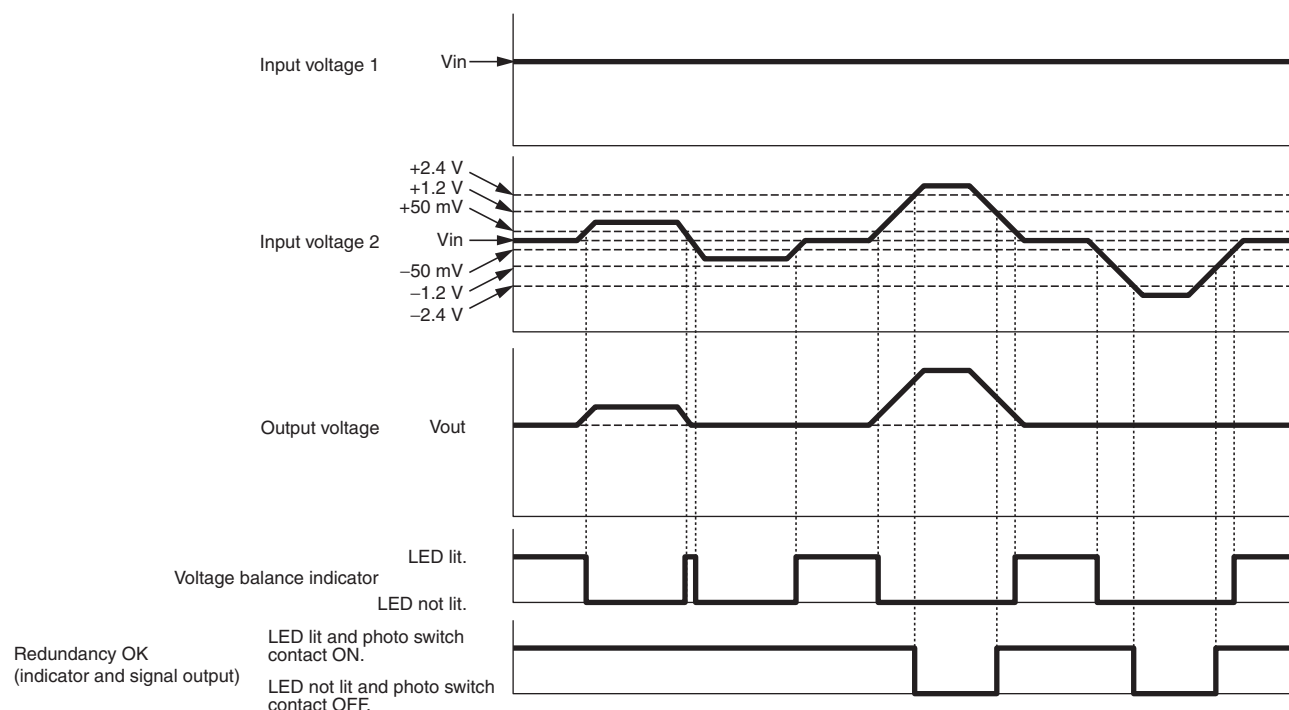 Input voltage 1
Vin
+2.4 V
+1.2 V
+50 mV
Input voltage 2
Vin
−50 mV
−1.2 V
−2.4 V
Output voltage
Vout
Voltage balance indicator
LED lit.
LED not lit.
Redundancy OK
(indicator and signal output)
LED lit and photo switch
contact ON.
LED not lit and photo switch
contact OFF.